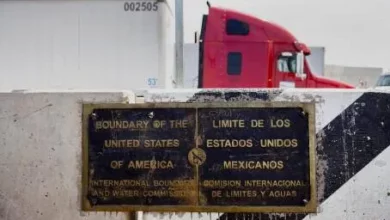 002505
53
BOUNDARY OF THE
UNITED STATES
OF AMERICA
INTERNATIONAL BOUNDARY
AND WATER COMMISSION
LIMITE DE LOS
ESTADOS UNIDOS
MEXICANOS
COMISION INTERNACIONAL
DE LIMITES Y AGUAS